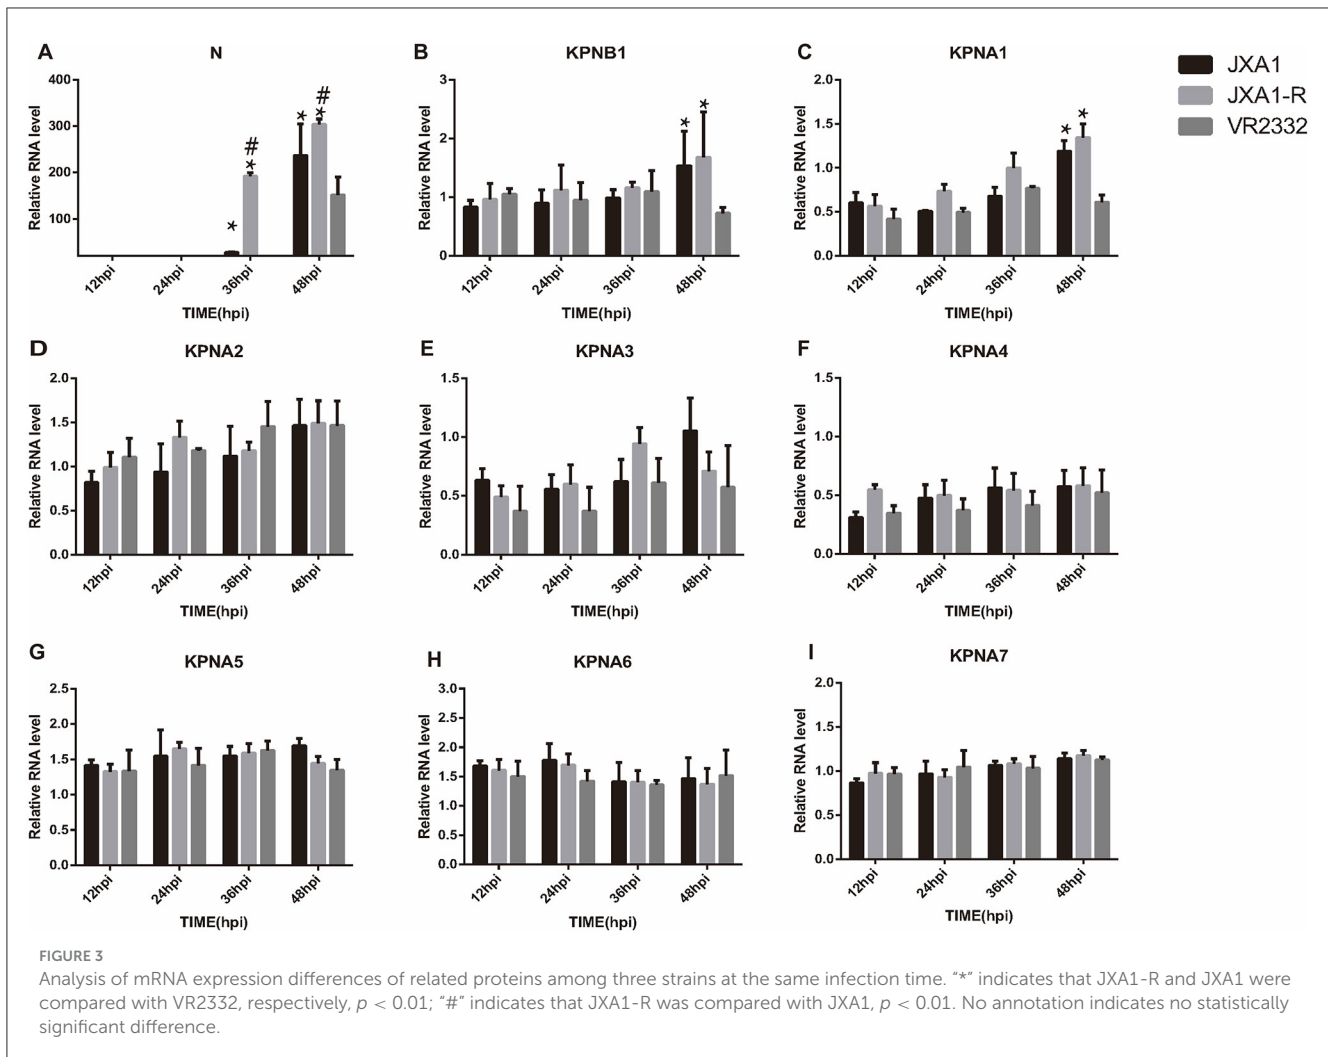 A N
Relative RNA level
400
300
200
100
* # * * # *
12hpi 24hpi 36hpi 48hpi
TIME(hpi)
B KPNB1
Relative RNA level
3
2
1
0
* *
12hpi 24hpi 36hpi 48hpi
TIME(hpi)
C KPNA1
Relative RNA level
2.0
1.5
1.0
0.5
0.0
* *
12hpi 24hpi 36hpi 48hpi
TIME(hpi)
JXA1
JXA1-R
VR2332
D KPNA2
Relative RNA level
2.0
1.5
1.0
0.5
0.0
12hpi 24hpi 36hpi 48hpi
TIME(hpi)
E KPNA3
Relative RNA level
1.5
1.0
0.5
0.0
12hpi 24hpi 36hpi 48hpi
TIME(hpi)
F KPNA4
Relative RNA level
1.5
1.0
0.5
0.0
12hpi 24hpi 36hpi 48hpi
TIME(hpi)
G KPNA5
Relative RNA level
2.5
2.0
1.5
1.0
0.5
0.0
12hpi 24hpi 36hpi 48hpi
TIME(hpi)
H KPNA6
Relative RNA level
3.0
2.5
2.0
1.5
1.0
0.5
0.0
12hpi 24hpi 36hpi 48hpi
TIME(hpi)
I KPNA7
Relative RNA level
2.0
1.5
1.0
0.5
0.0
12hpi 24hpi 36hpi 48hpi
TIME(hpi)
FIGURE 3
Analysis of mRNA expression differences of related proteins among three strains at the same infection time. “*” indicates that JXA1-R and JXA1 were
compared with VR2332, respectively, p < 0.01; “#” indicates that JXA1-R was compared with JXA1, p < 0.01. No annotation indicates no statistically
significant difference.